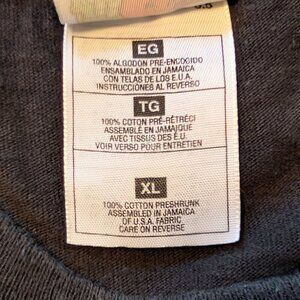 EG
100% ALGODON PRE-ENCOGIDO
ENSAMBLADO EN JAMAICA
CON TELAS DE LOS E.U.A.
INSTRUCCIONES AL REVERSO
TG
100% COTON PRÉ-RÉTRÉCI
ASSEMBLÉ EN JAMAÏQUE
AVEC TISSUS DES É.U.
VOIR VERSO POUR ENTRETIEN
XL
100% COTTON PRESHRUNK
ASSEMBLED IN JAMAICA
OF U.S.A. FABRIC
CARE ON REVERSE